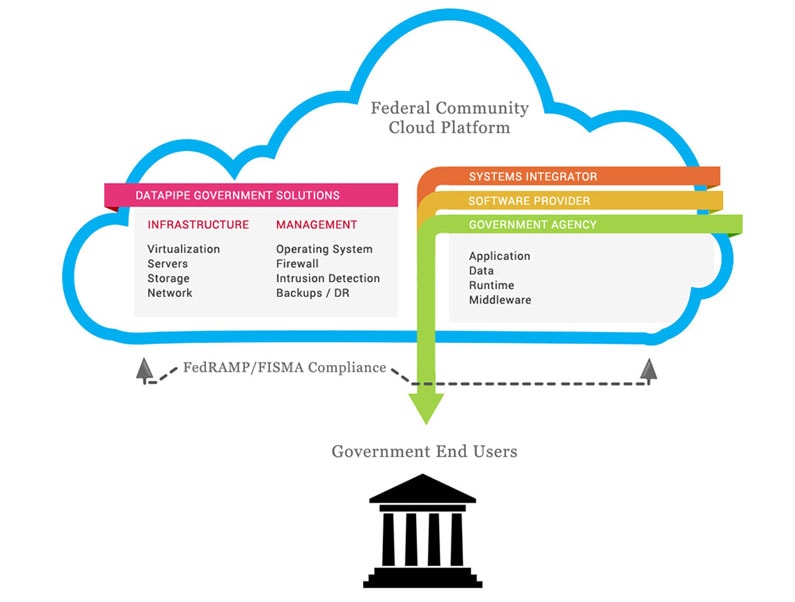 Federal Community
Cloud Platform
DATAPIPE GOVERNMENT SOLUTIONS
INFRASTRUCTURE
Virtualization
Servers
Storage
Network
MANAGEMENT
Operating System
Firewall
Intrusion Detection
Backups / DR
SYSTEMS INTEGRATOR
SOFTWARE PROVIDER
GOVERNMENT AGENCY
Application
Data
Runtime
Middleware
FedRAMP/FISMA Compliance
Government End Users